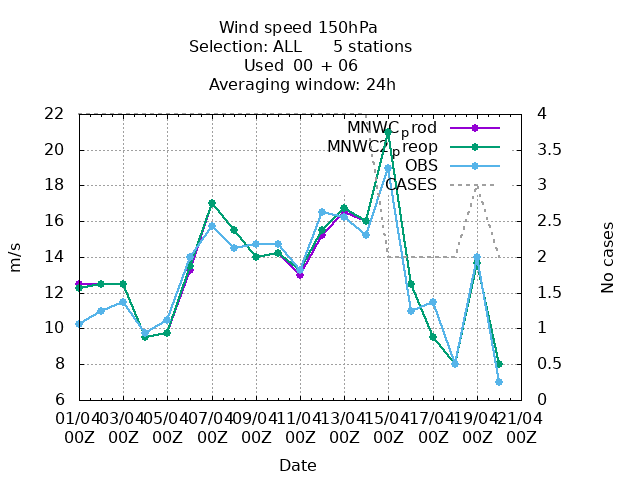 Wind speed 150hPa
Selection: ALL 5 stations
Used 00 + 06
Averaging window: 24h
22 4
MNWCprod
MNWC2preop
OBS
CASES
20 3.5
18 3
16 2.5
14 2
12 1.5
10 1
8 0.5
6 0
m/s
No cases
01/04 03/04 05/04 07/04 09/04 11/04 13/04 15/04 17/04 19/04 21/04
00Z 00Z 00Z 00Z 00Z 00Z 00Z 00Z 00Z 00Z 00Z
Date